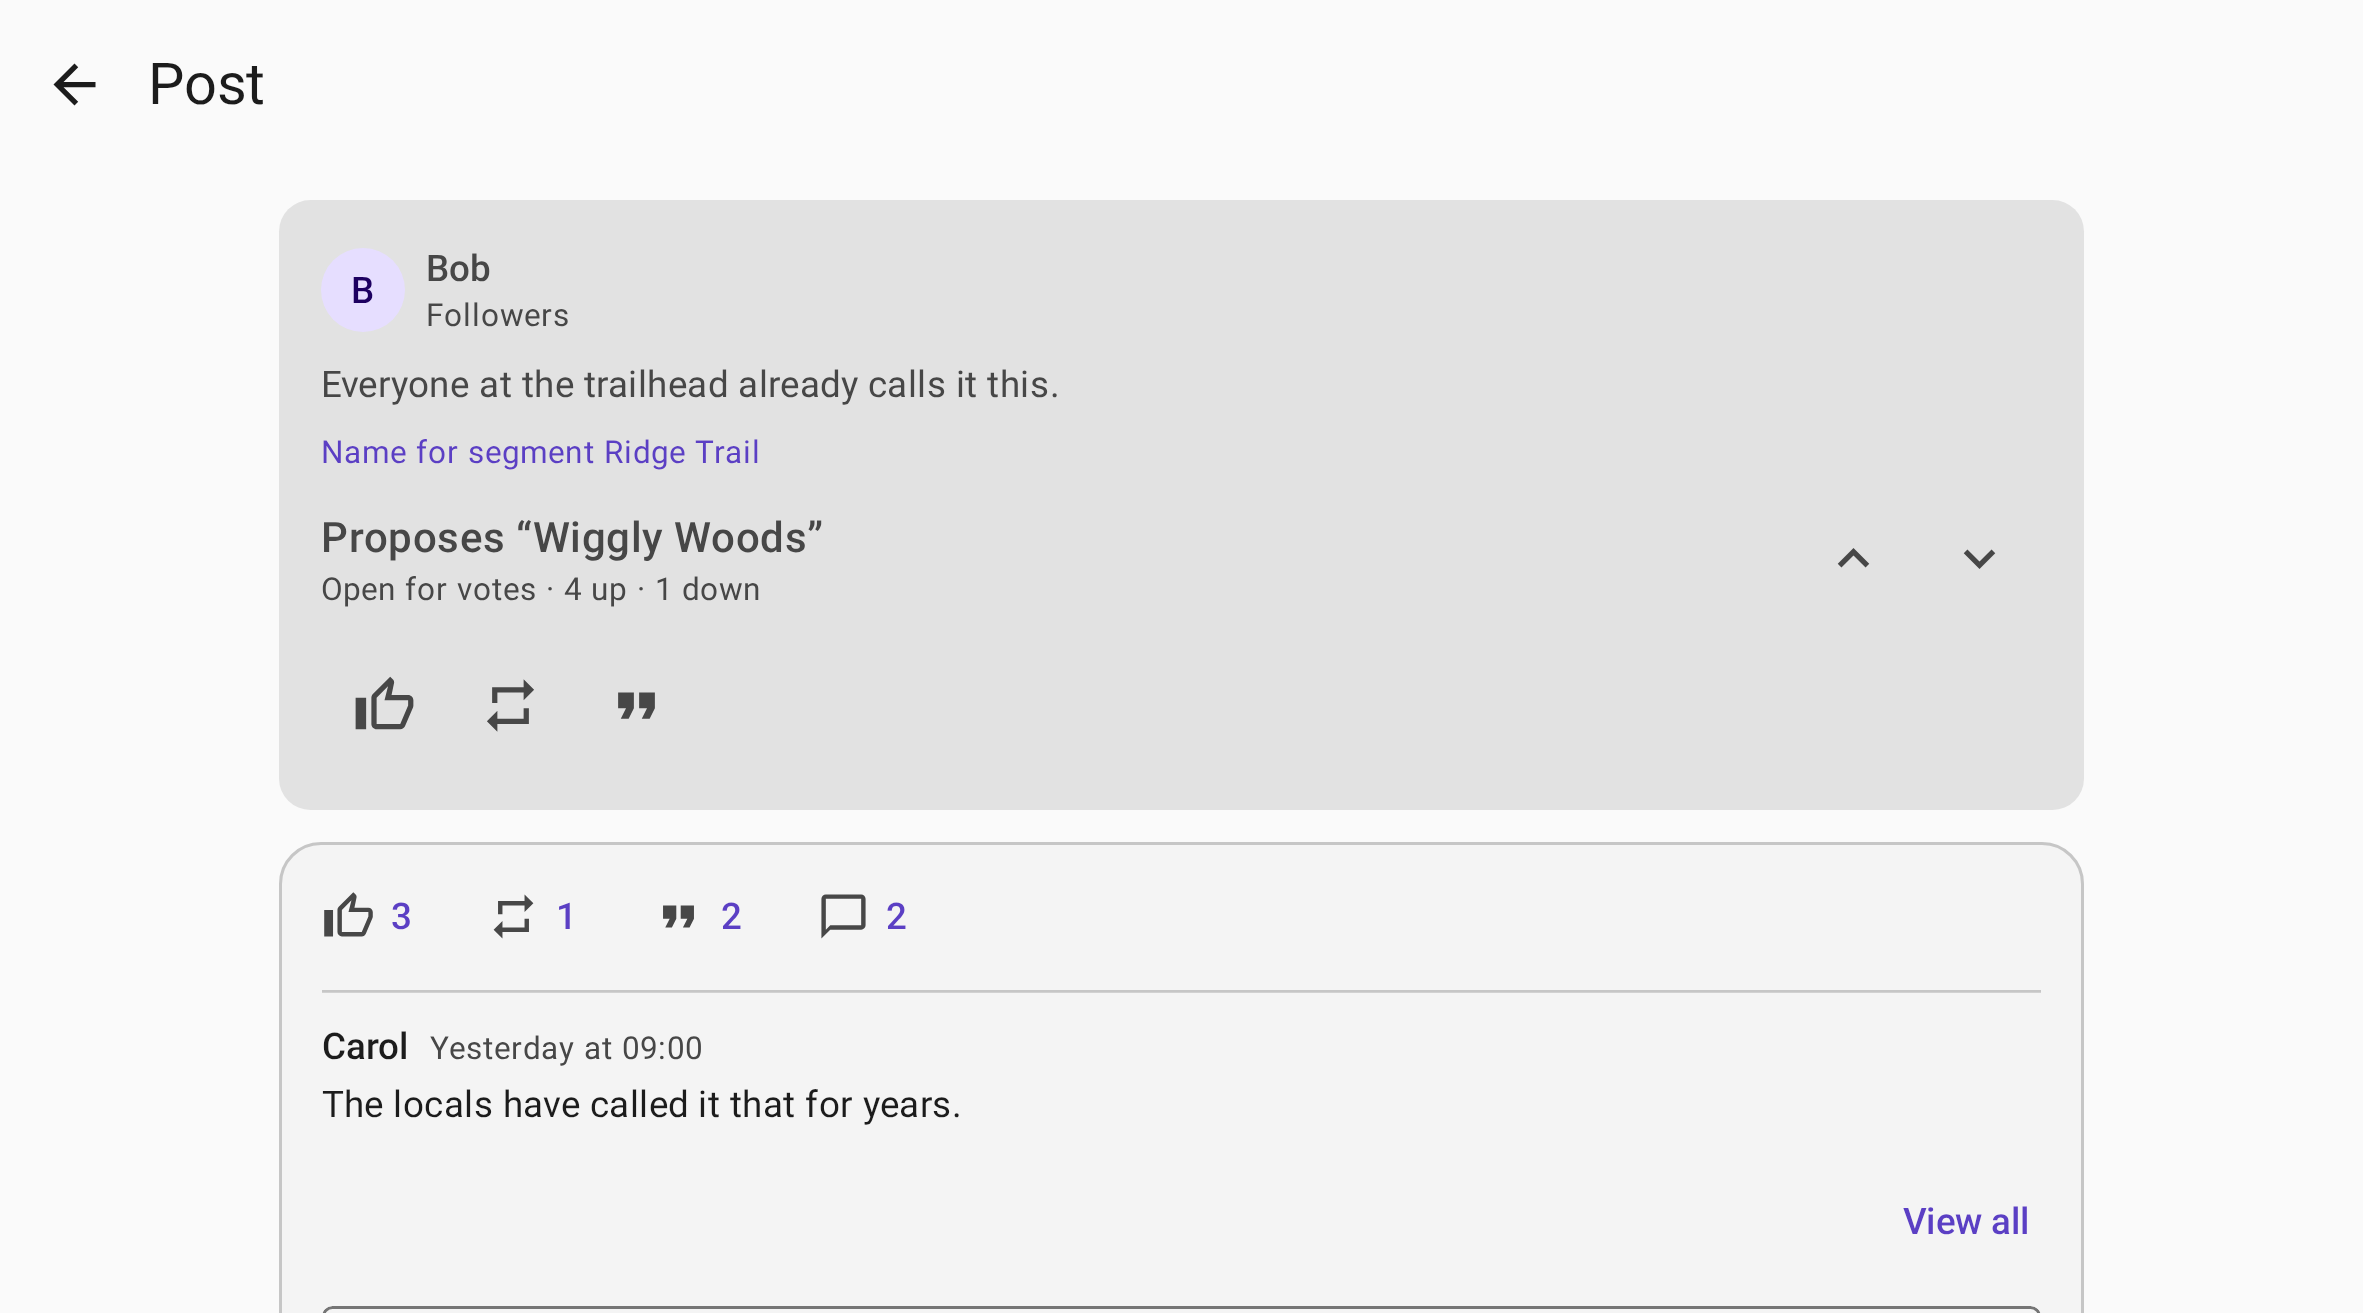 Post
B
Bob
Followers
Everyone at the trailhead already calls it this.
Name for segment Ridge Trail
Proposes “Wiggly Woods”
Open for votes · 4 up · 1 down
3 1 2 2
Carol Yesterday at 09:00
The locals have called it that for years.
View all